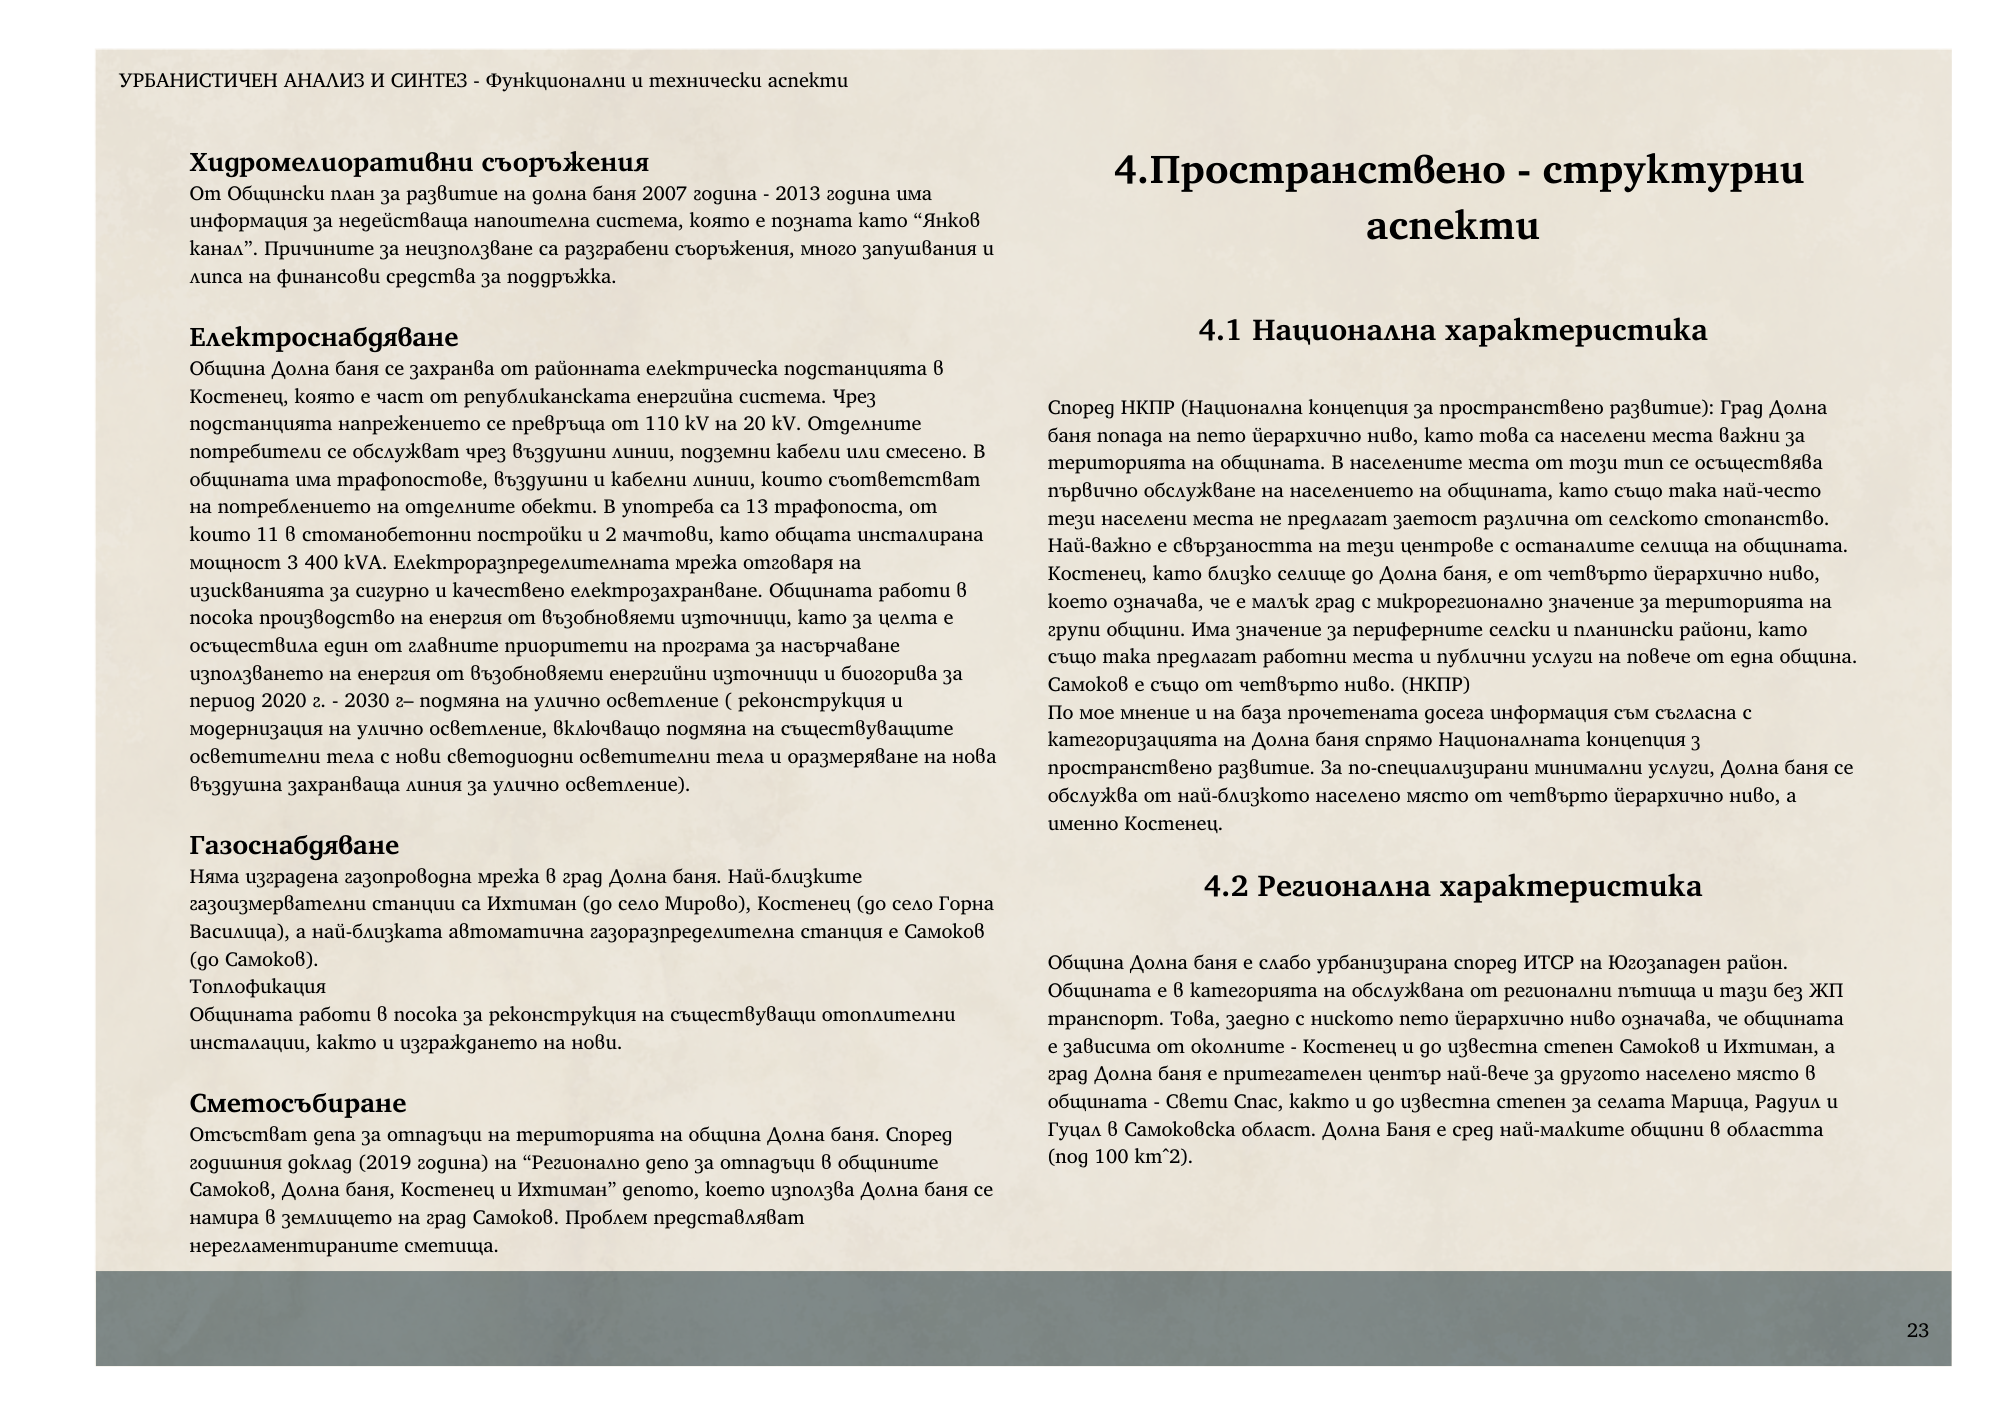 УРБАНИСТИЧЕН АНАЛИЗ И СИНТЕЗ - Функционални и технически аспекти
Хидромелиоративни съоръжения
От Общински план за развитие на долна баня 2007 година - 2013 година има
информация за недействаща напоителна система, която е позната като “Янков
канал”. Причините за неизползване са разграбени съоръжения, много запушвания и
липса на финансови средства за поддръжка.
Електроснабдяване
Община Долна баня се захранва от районната електрическа подстанцията в
Костенец, която е част от републиканската енергийна система. Чрез
подстанцията напрежението се превръща от 110 kV на 20 kV. Отделните
потребители се обслужват чрез въздушни линии, подземни кабели или смесено. В
общината има трафопостове, въздушни и кабелни линии, които съответстват
на потреблението на отделните обекти. В употреба са 13 трафопоста, от
които 11 в стоманобетонни постройки и 2 мачтови, като общата инсталирана
мощност 3 400 kVA. Електроразпределителната мрежа отговаря на
изискванията за сигурно и качествено електрозахранване. Общината работи в
посока производство на енергия от възобновяеми източници, като за целта е
осъществила един от главните приоритети на програма за насърчаване
използването на енергия от възобновяеми енергийни източници и биогорива за
период 2020 г. - 2030 г– подмяна на улично осветление ( реконструкция и
модернизация на улично осветление, включващо подмяна на съществуващите
осветителни тела с нови светодиодни осветителни тела и оразмеряване на нова
въздушна захранваща линия за улично осветление).
Газоснабдяване
Няма изградена газопроводна мрежа в град Долна баня. Най-близките
газоизмервателни станции са Ихтиман (до село Мирово), Костенец (до село Горна
Василица), а най-близката автоматична газоразпределителна станция е Самоков
(до Самоков).
Топлофикация
Общината работи в посока за реконструкция на съществуващи отоплителни
инсталации, както и изграждането на нови.
Сметосъбиране
Отсъстват депа за отпадъци на територията на община Долна баня. Според
годишния доклад (2019 година) на “Регионално депо за отпадъци в общините
Самоков, Долна баня, Костенец и Ихтиман” депото, което използва Долна баня се
намира в землището на град Самоков. Проблем представляват
нерегламентираните сметища.
4.Пространствено - структурни
аспекти
4.1 Национална характеристика
Според НКПР (Национална концепция за пространствено развитие): Град Долна
баня попада на пето йерархично ниво, като това са населени места важни за
територията на общината. В населените места от този тип се осъществява
първично обслужване на населението на общината, като също така най-често
тези населени места не предлагат заетост различна от селското стопанство.
Най-важно е свързаността на тези центрове с останалите селища на общината.
Костенец, като близко селище до Долна баня, е от четвърто йерархично ниво,
което означава, че е малък град с микрорегионално значение за територията на
групи общини. Има значение за периферните селски и планински райони, като
също така предлагат работни места и публични услуги на повече от една община.
Самоков е също от четвърто ниво. (НКПР)
По мое мнение и на база прочетената досега информация съм съгласна с
категоризацията на Долна баня спрямо Националната концепция з
пространствено развитие. За по-специализирани минимални услуги, Долна баня се
обслужва от най-близкото населено място от четвърто йерархично ниво, а
именно Костенец.
4.2 Регионална характеристика
Община Долна баня е слабо урбанизирана според ИТСР на Югозападен район.
Общината е в категорията на обслужвана от регионални пътища и тази без ЖП
транспорт. Това, заедно с ниското пето йерархично ниво означава, че общината
е зависима от околните - Костенец и до известна степен Самоков и Ихтиман, а
град Долна баня е притегателен център най-вече за другото населено място в
общината - Свети Спас, както и до известна степен за селата Марица, Радуил и
Гуцал в Самоковска област. Долна Баня е сред най-малките общини в областта
(под 100 km^2).
23